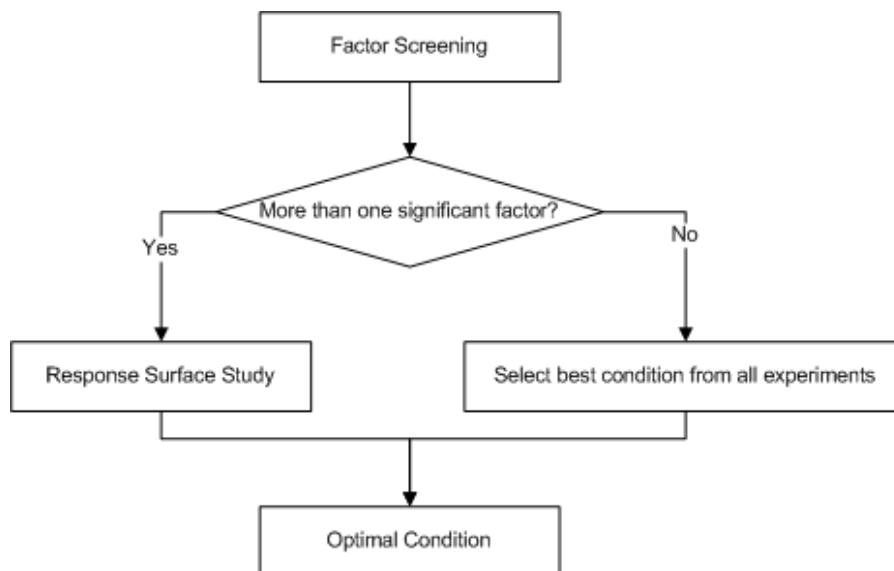 Factor Screening
More than one significant factor?
Yes
No
Response Surface Study
Select best condition from all experiments
Optimal Condition